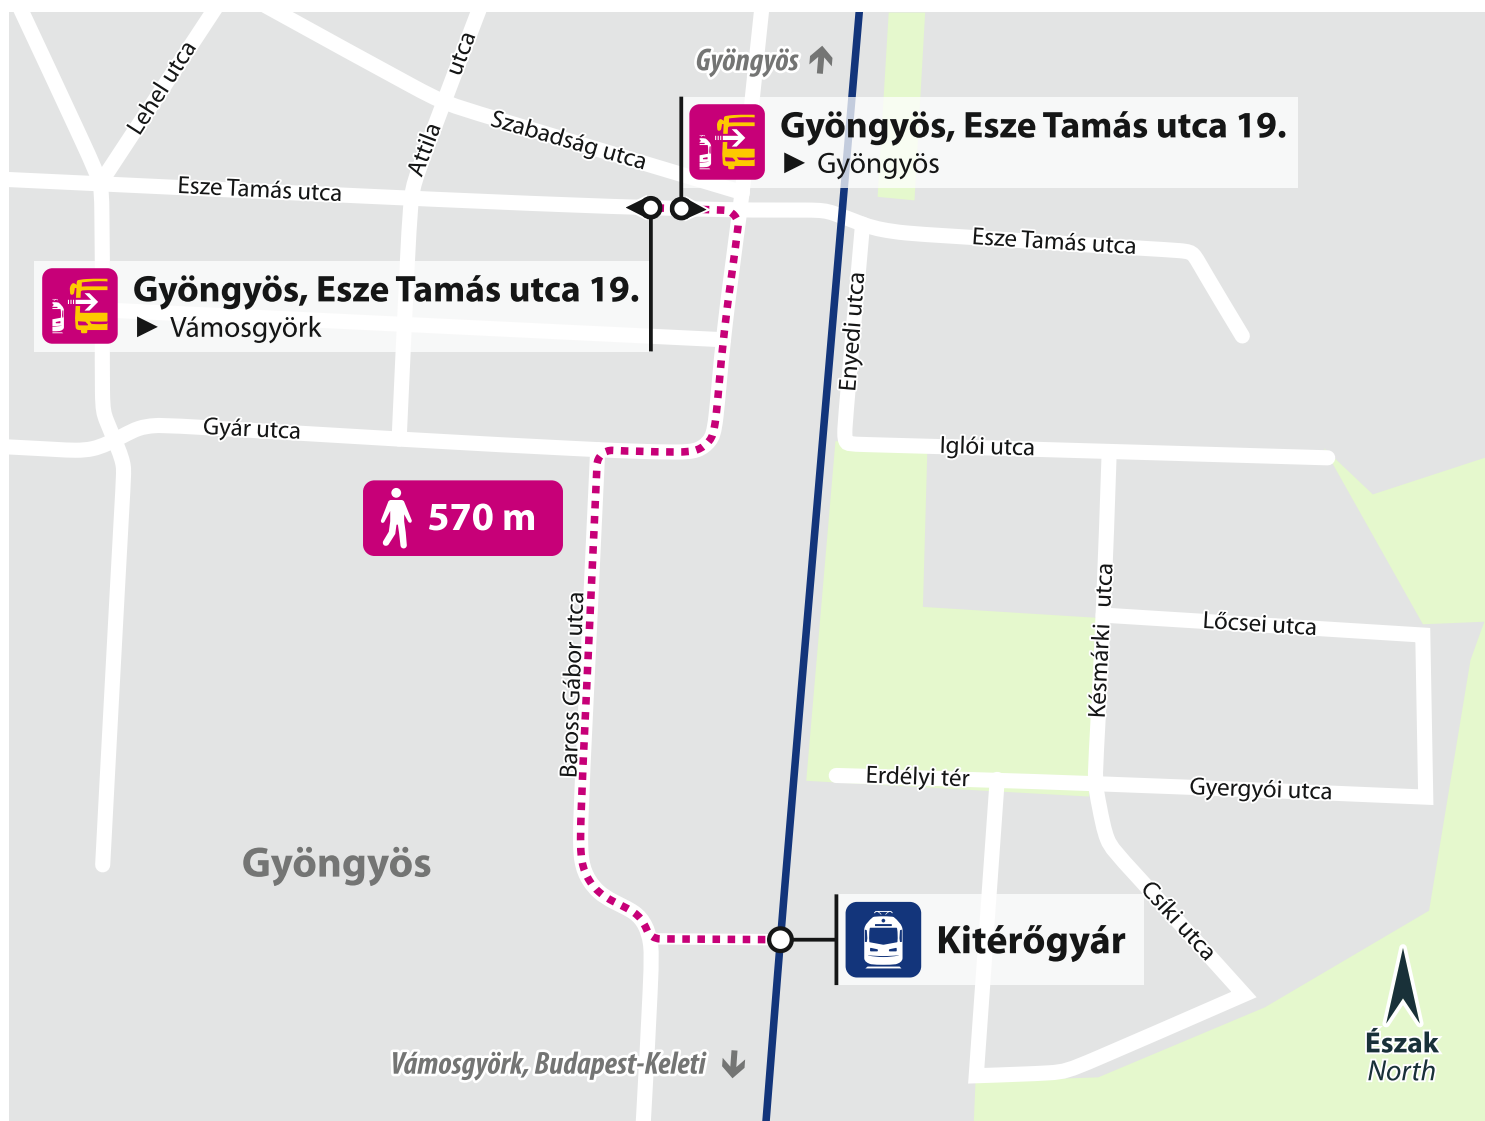 Gyöngyös
Lehel utca
Attila utca
Szabadság utca
Gyöngyös, Esze Tamás utca 19.
► Gyöngyös
Esze Tamás utca
Esze Tamás utca
Gyöngyös, Esze Tamás utca 19.
► Vámosgyörk
Enyedi utca
Gyár utca
Iglói utca
570 m
Késmárki utca
Lőcsei utca
Baross Gábor utca
Erdélyi tér
Gyergyói utca
Gyöngyös
Csíki utca
Kitérőgyár
Észak
North
Vámosgyörk, Budapest-Keleti